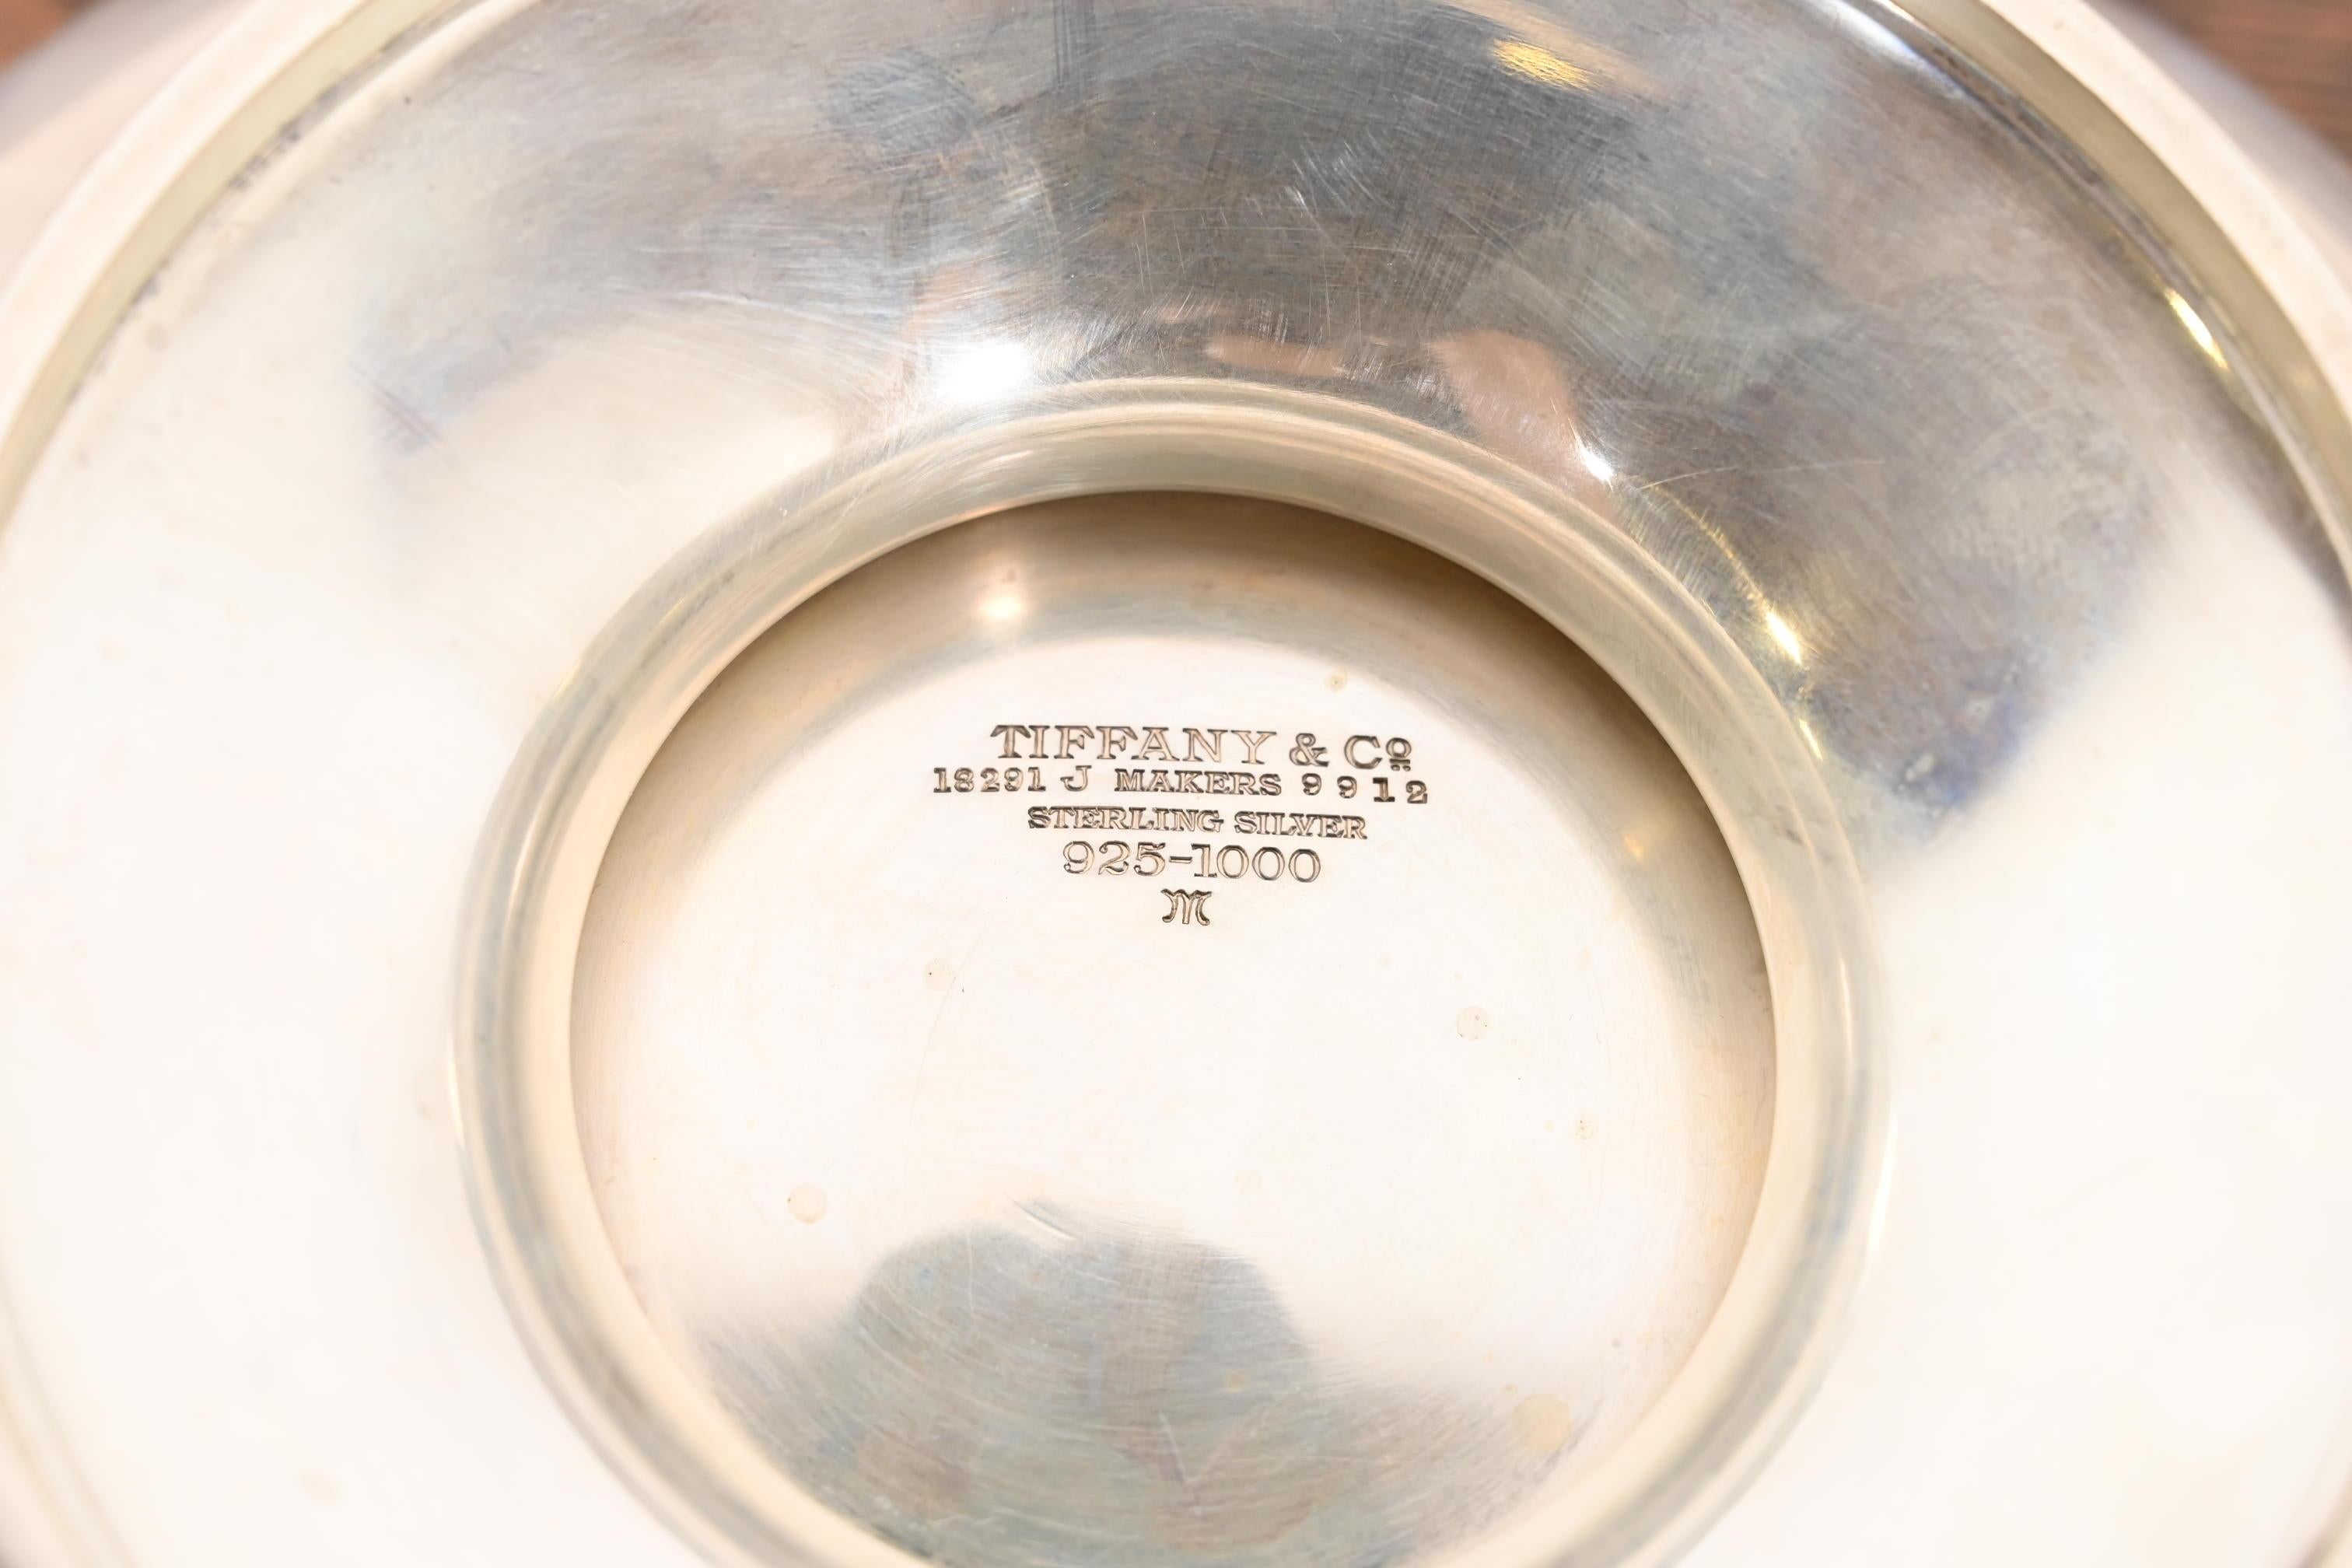 TIFFANY & Cº
18291 J MAKERS 9912
STERLING SILVER
925-1000
M